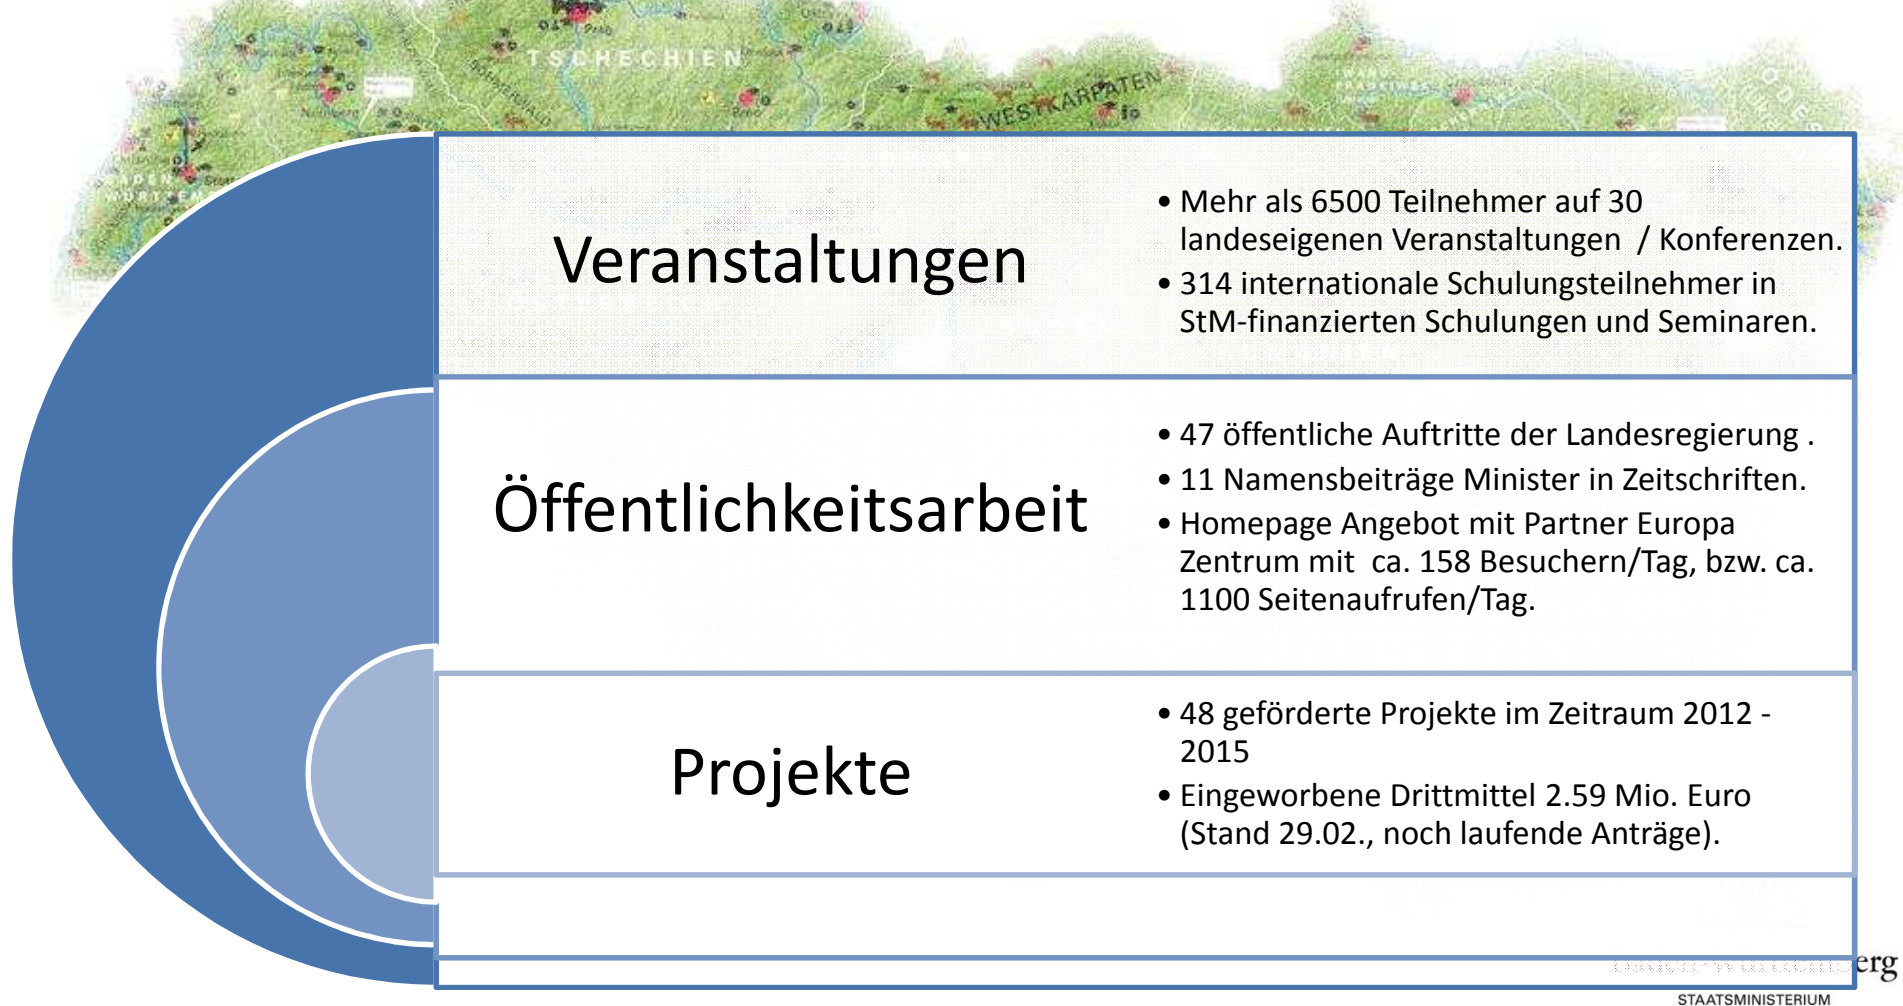 TSCHECHIEN
WESTKARPATEN
Veranstaltungen
• Mehr als 6500 Teilnehmer auf 30
landeseigenen Veranstaltungen / Konferenzen.
• 314 internationale Schulungsteilnehmer in
StM-finanzierten Schulungen und Seminaren.
Öffentlichkeitsarbeit
• 47 öffentliche Auftritte der Landesregierung .
• 11 Namensbeiträge Minister in Zeitschriften.
• Homepage Angebot mit Partner Europa
Zentrum mit ca. 158 Besuchern/Tag, bzw. ca.
1100 Seitenaufrufen/Tag.
Projekte
• 48 geförderte Projekte im Zeitraum 2012 -
2015
• Eingeworbene Drittmittel 2.59 Mio. Euro
(Stand 29.02., noch laufende Anträge).
Baden-Württemberg
STAATSMINISTERIUM